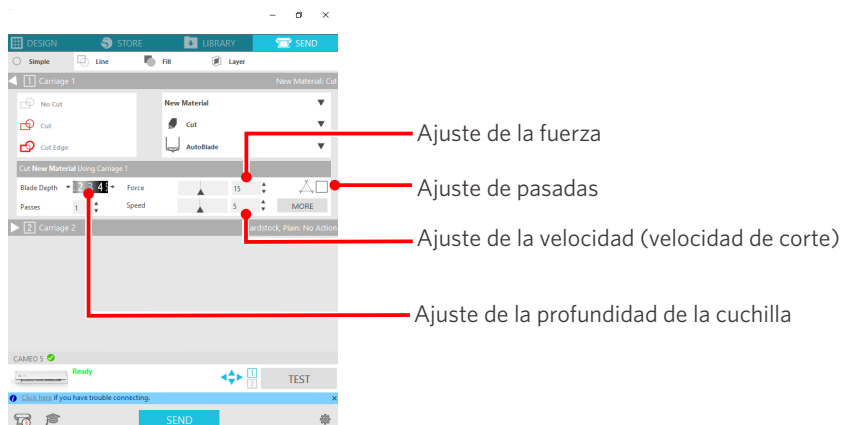 DESIGN STORE LIBRARY SEND
Simple Line Fill Layer
1 Carriage 1 New Material: Cut
No Cut New Material
Cut Cut
Cut Edge AutoBlade
Ajuste de la fuerza
Cut New Material Using Carriage 1
Blade Depth 2 3 4 Force 15
Ajuste de pasadas
Passes 1 Speed 5 MORE
2 Carriage 2 ardstock, Plain: No Action
Ajuste de la velocidad (velocidad de corte)
Ajuste de la profundidad de la cuchilla
CAMEO 5
Ready
1
2
TEST
Click here if you have trouble connecting.
SEND